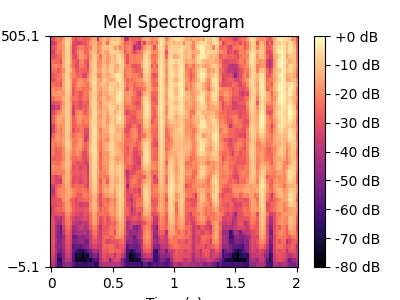 Mel Spectrogram
505.1
-5.1
0
0.5
1
1.5
2
+0 dB
-10 dB
-20 dB
-30 dB
-40 dB
-50 dB
-60 dB
-70 dB
-80 dB